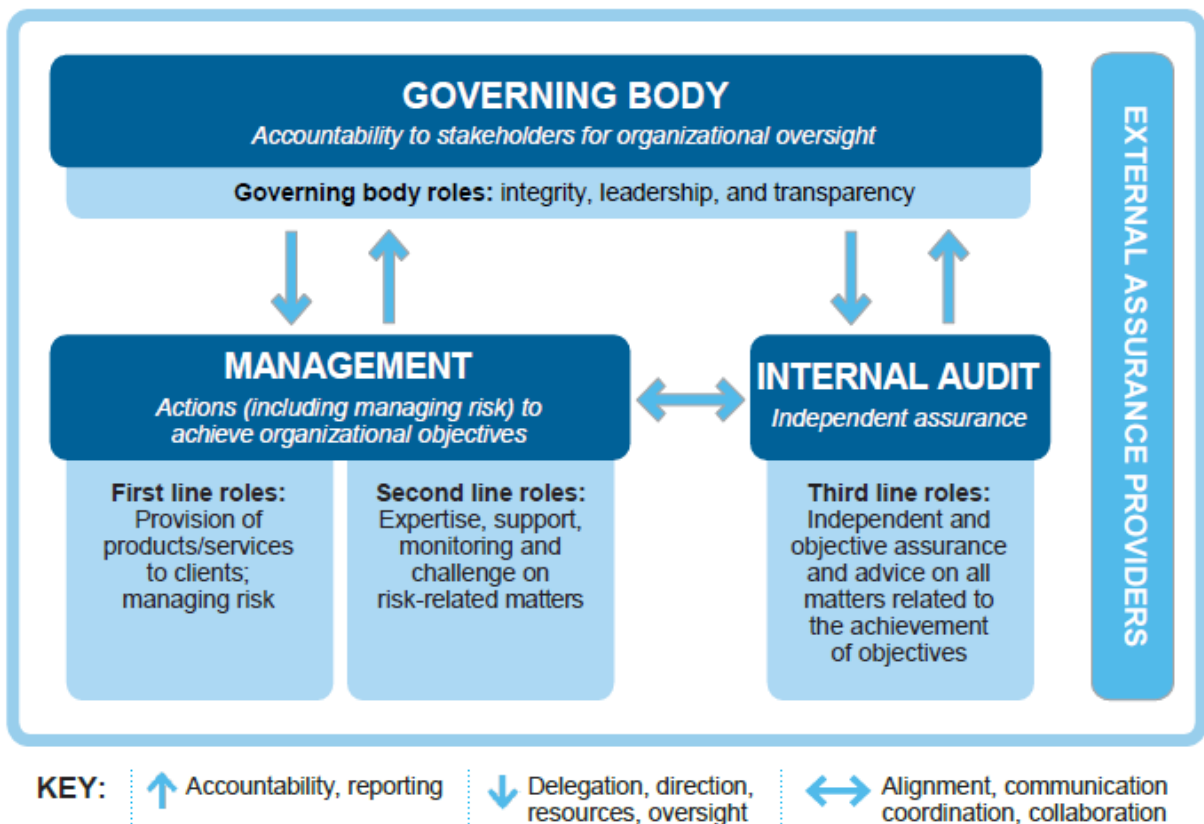 GOVERNING BODY
Accountability to stakeholders for organizational oversight
Governing body roles: integrity, leadership, and transparency
MANAGEMENT
Actions (including managing risk) to
achieve organizational objectives
First line roles:
Provision of
products/services
to clients;
managing risk
Second line roles:
Expertise, support,
monitoring and
challenge on
risk-related matters
INTERNAL AUDIT
Independent assurance
Third line roles:
Independent and
objective assurance
and advice on all
matters related to
the achievement
of objectives
EXTERNAL ASSURANCE PROVIDERS
KEY:
Accountability, reporting
Delegation, direction,
resources, oversight
Alignment, communication
coordination, collaboration